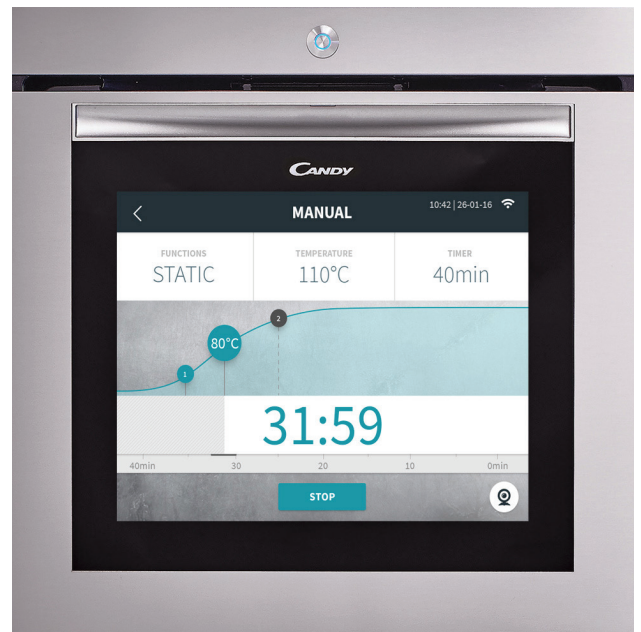 CANDY
MANUAL
10:42 | 26-01-16
FUNCTIONS
STATIC
TEMPERATURE
110°C
TIMER
40min
2
80°C
1
31:59
40min 30 20 10 0min
STOP